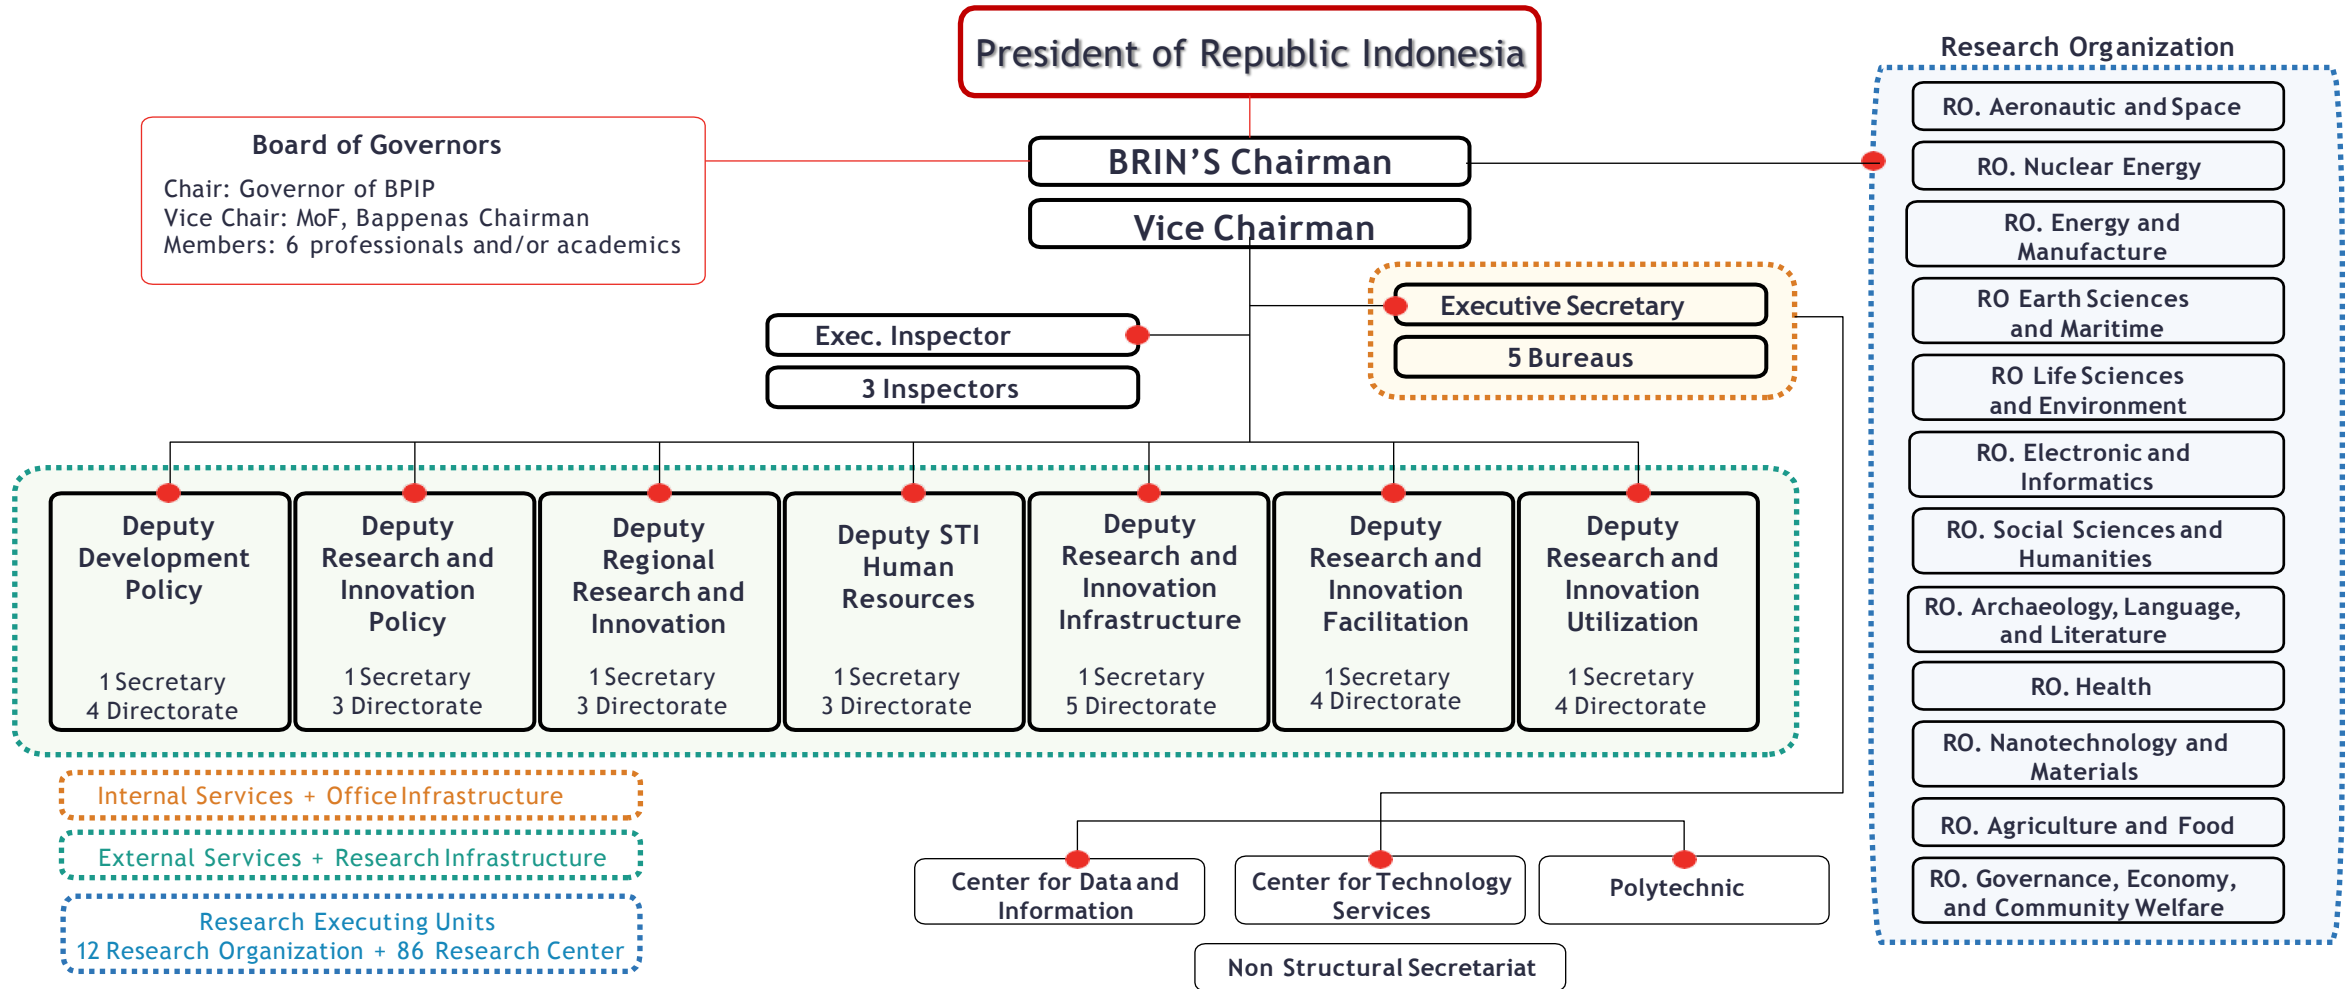 President of Republic Indonesia
Research Organization
Board of Governors
Chair: Governor of BPIP
Vice Chair: MoF, Bappenas Chairman
Members: 6 professionals and/or academics
BRIN'S Chairman
Vice Chairman
Executive Secretary
5 Bureaus
Exec. Inspector
3 Inspectors
Deputy
Development
Policy
1 Secretary
4 Directorate
Deputy
Research and
Innovation
Policy
1 Secretary
3 Directorate
Deputy
Regional
Research and
Innovation
1 Secretary
3 Directorate
Deputy STI
Human
Resources
1 Secretary
3 Directorate
Deputy
Research and
Innovation
Infrastructure
1 Secretary
5 Directorate
Deputy
Research and
Innovation
Facilitation
1 Secretary
4 Directorate
Deputy
Research and
Innovation
Utilization
1 Secretary
4 Directorate
RO. Aeronautic and Space
RO. Nuclear Energy
RO. Energy and
Manufacture
RO Earth Sciences
and Maritime
RO Life Sciences
and Environment
RO. Electronic and
Informatics
RO. Social Sciences and
Humanities
RO. Archaeology, Language,
and Literature
RO. Health
RO. Nanotechnology and
Materials
RO. Agriculture and Food
RO. Governance, Economy,
and Community Welfare
Internal Services + Office Infrastructure
External Services + Research Infrastructure
Research Executing Units
12 Research Organization + 86 Research Center
Center for Data and
Information
Center for Technology
Services
Polytechnic
Non Structural Secretariat